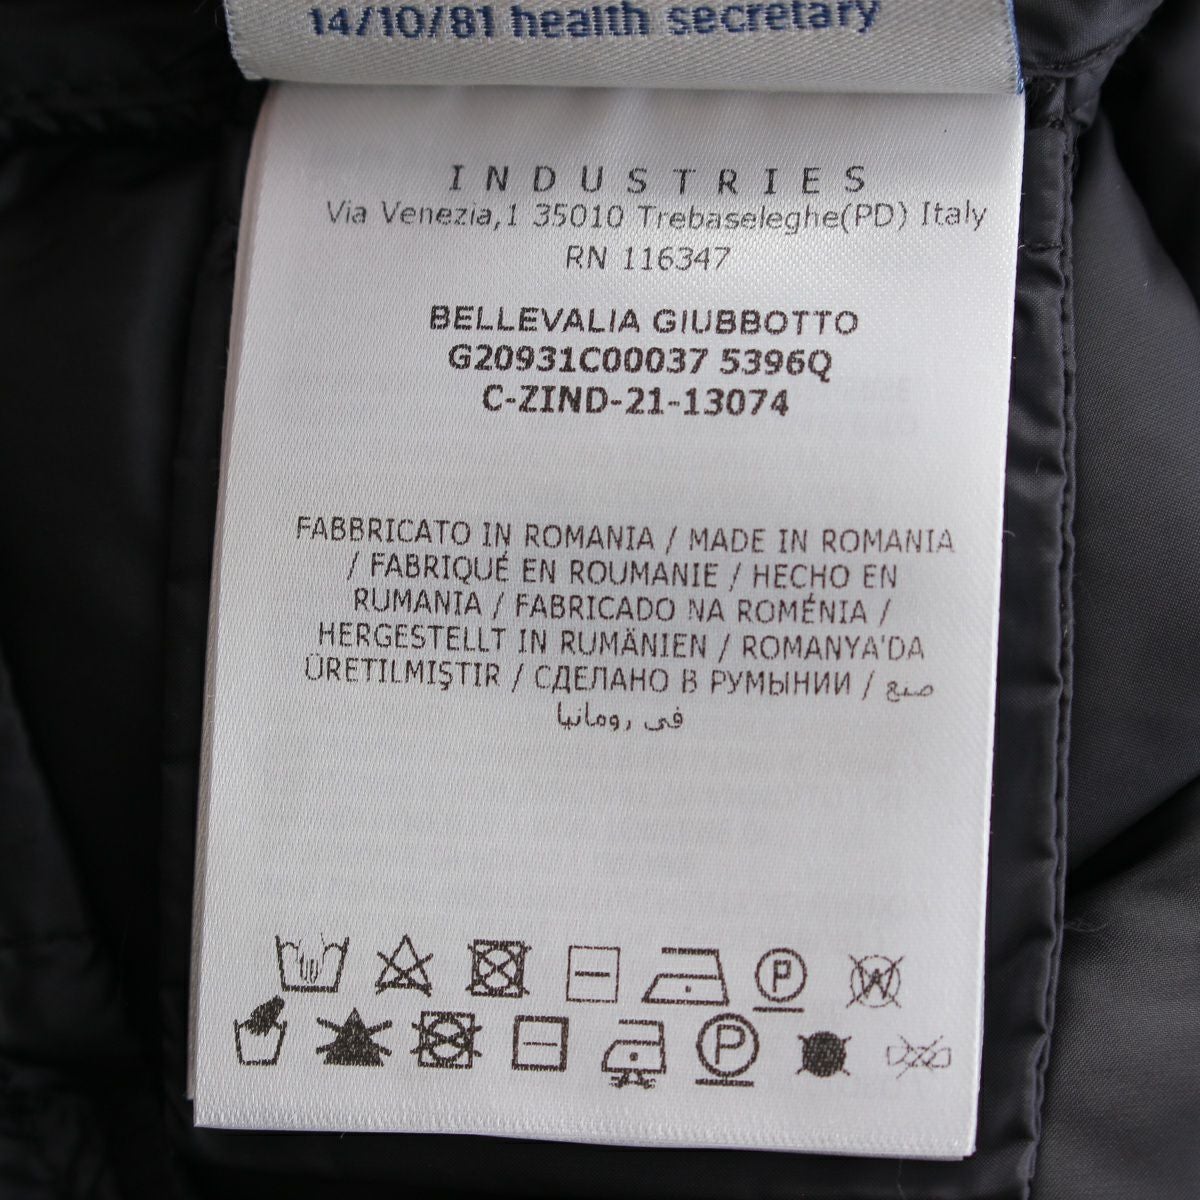 14/10/81 health secretary
INDUSTRIES
Via Venezia,1 35010 Trebaseleghe(PD) Italy
RN 116347
BELLEVALIA GIUBBOTTO
G20931C00037 5396Q
C-ZIND-21-13074
FABBRICATO IN ROMANIA / MADE IN ROMANIA
/ FABRIQUÉ EN ROUMANIE / HECHO EN
RUMANIA / FABRICADO NA ROMÉNIA /
HERGESTELLT IN RUMÄNIEN / ROMANYA'DA
ÜRETILMIŞTIR / СДЕЛАНО В РУМЫНИИ / صنع
في رومانيا
P W
P